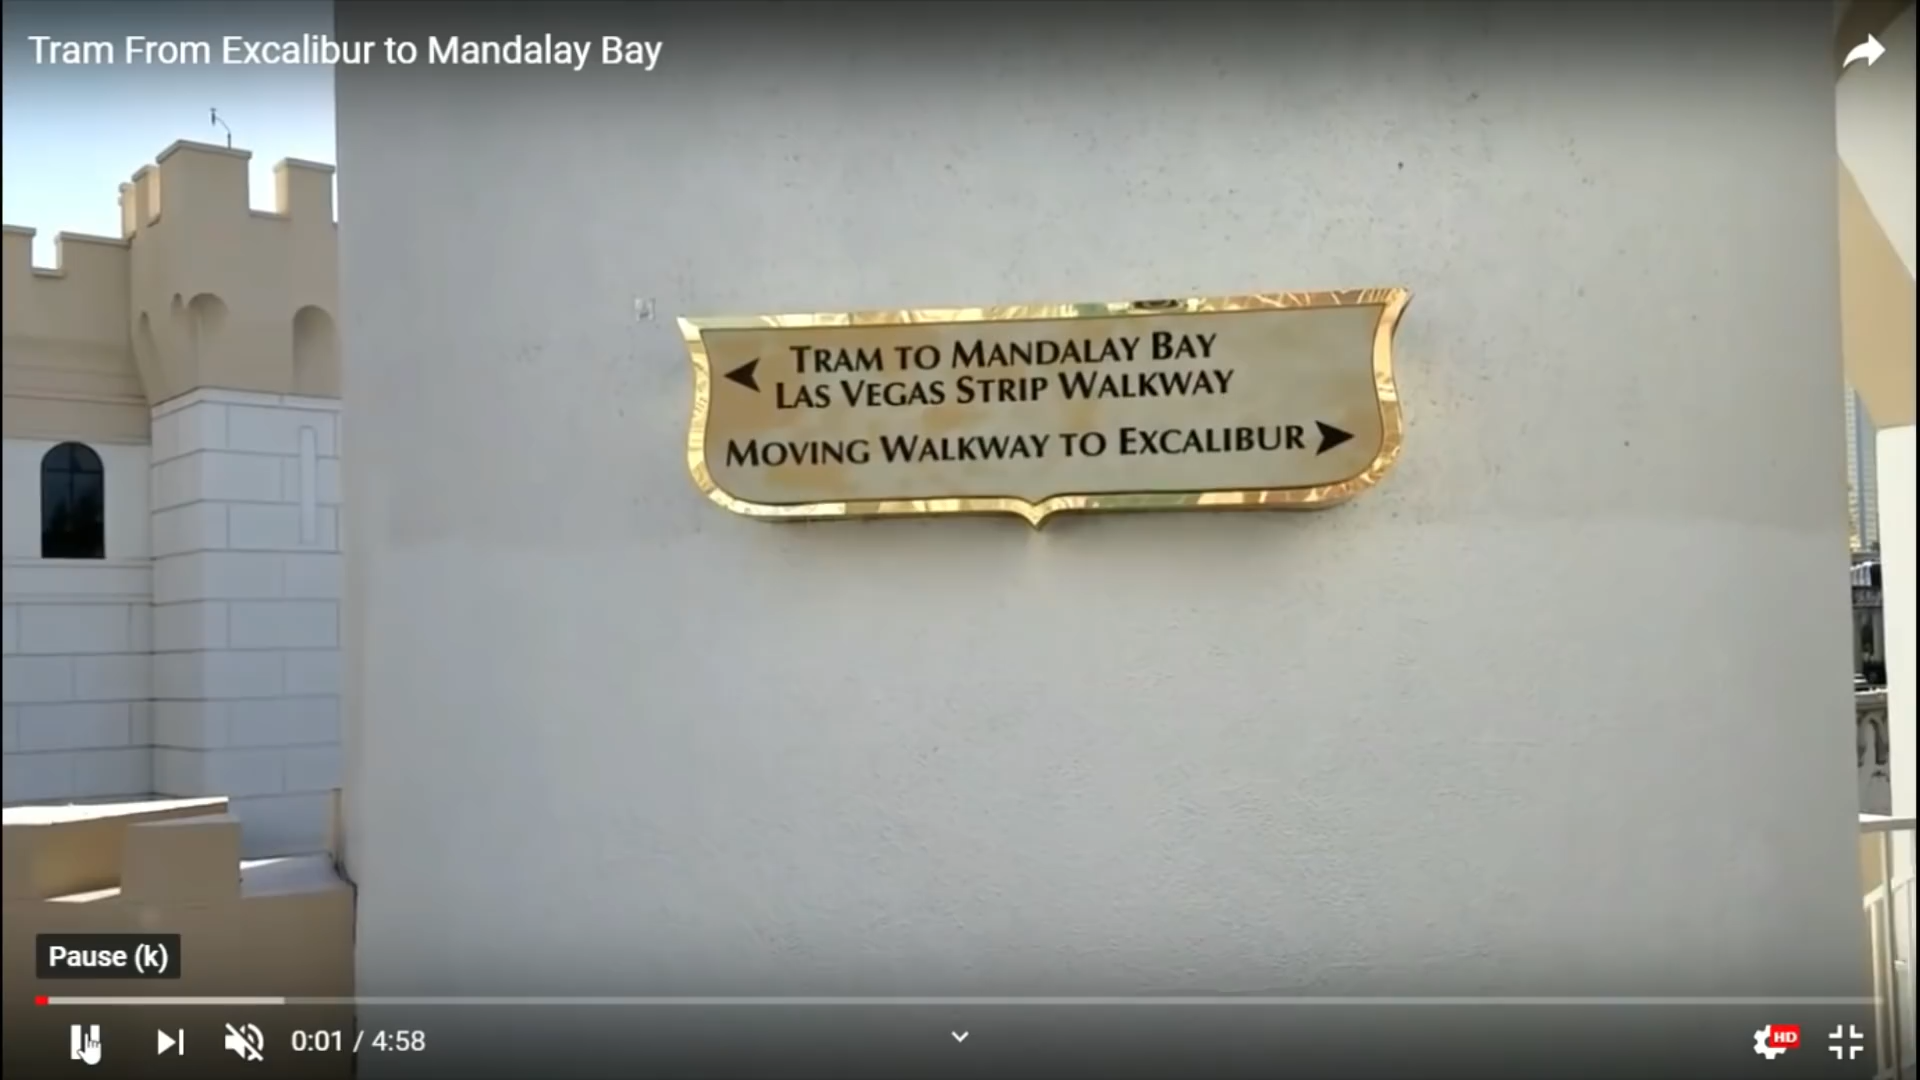 Tram From Excalibur to Mandalay Bay
TRAM TO MANDALAY BAY
LAS VEGAS STRIP WALKWAY
MOVING WALKWAY TO EXCALIBUR
Pause (k)
0:01 / 4:58
HD